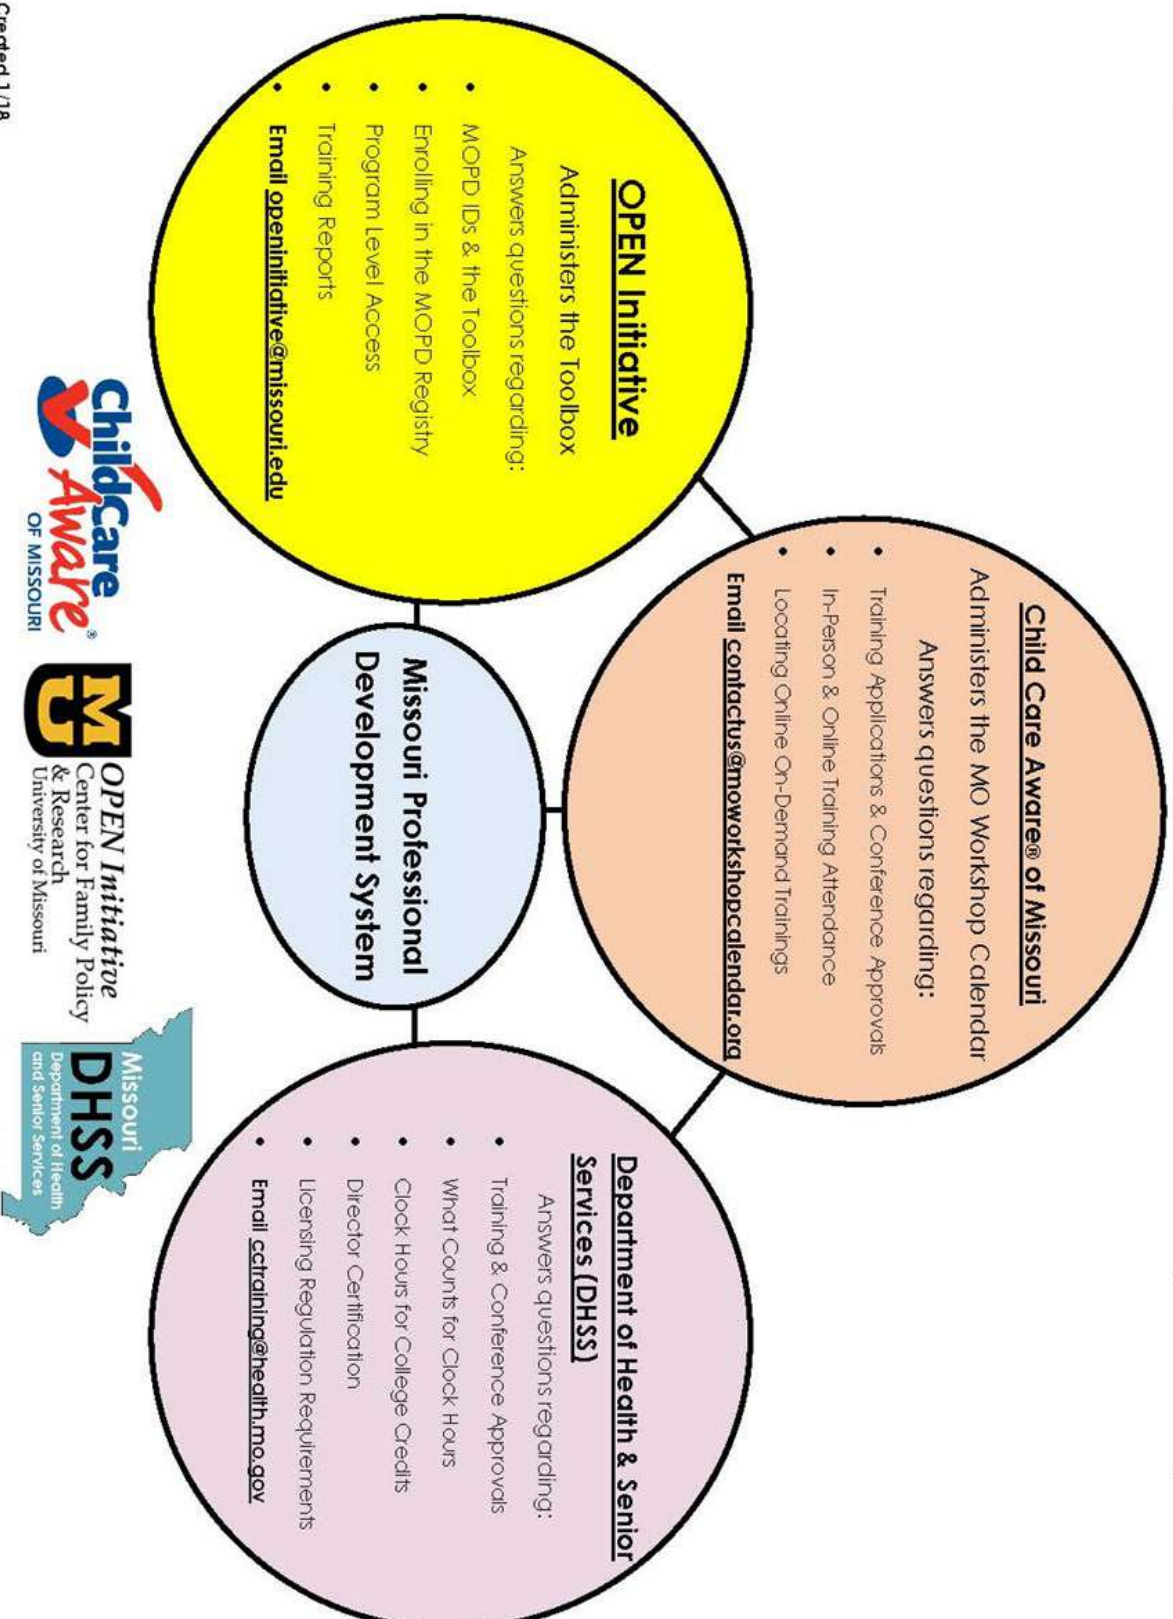 Child Care Aware® of Missouri
Administers the MO Workshop Calendar
Answers questions regarding:
• Training Applications & Conference Approvals
• In-Person & Online Training Attendance
• Locating Online On-Demand Trainings
Email contactus@moworkshopcalendar.org
OPEN Initiative
Administers the Toolbox
Answers questions regarding:
• MOPD IDs & the Toolbox
• Enrolling in the MOPD Registry
• Program Level Access
• Training Reports
• Email openinitiative@missouri.edu
Missouri Professional
Development System
Department of Health & Senior
Services (DHSS)
Answers questions regarding:
• Training & Conference Approvals
• What Counts for Clock Hours
• Clock Hours for College Credits
• Director Certification
• Licensing Regulation Requirements
• Email cctraining@health.mo.gov
Created 1/18
ChildCare
Aware®
OF MISSOURI
MU
OPEN Initiative
Center for Family Policy
& Research
University of Missouri
Missouri
DHSS
Department of Health
and Senior Services